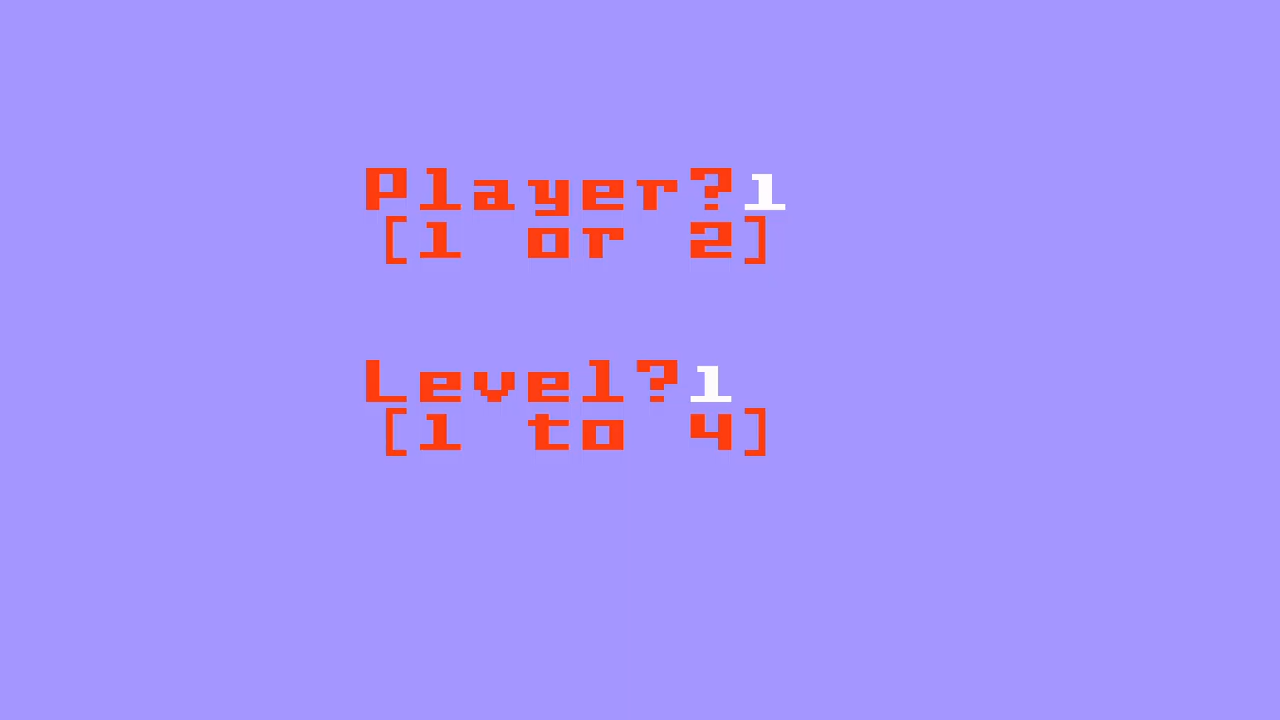 Player?1
[1 or 2]
Level?1
[1 to 4]